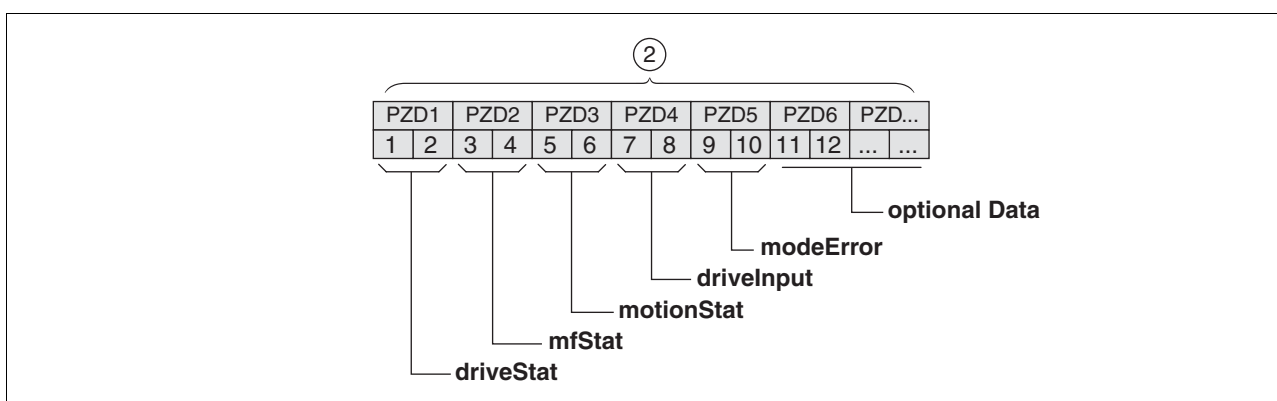 2
PZD1 PZD2 PZD3 PZD4 PZD5 PZD6 PZD...
1 2 3 4 5 6 7 8 9 10 11 12 ... ...
optional Data
modeError
driveInput
motionStat
mfStat
driveStat